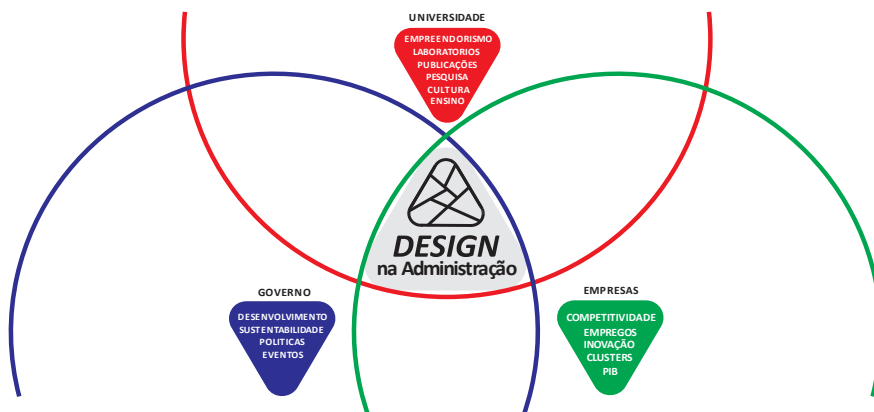 UNIVERSIDADE
EMPREENDORISMO
LABORATORIOS
PUBLICAÇÕES
PESQUISA
CULTURA
ENSINO
DESIGN
na Administração
GOVERNO
DESENVOLVIMENTO
SUSTENTABILIDADE
POLITICAS
EVENTOS
EMPRESAS
COMPETITIVIDADE
EMPREGOS
INOVAÇÃO
CLUSTERS
PIB